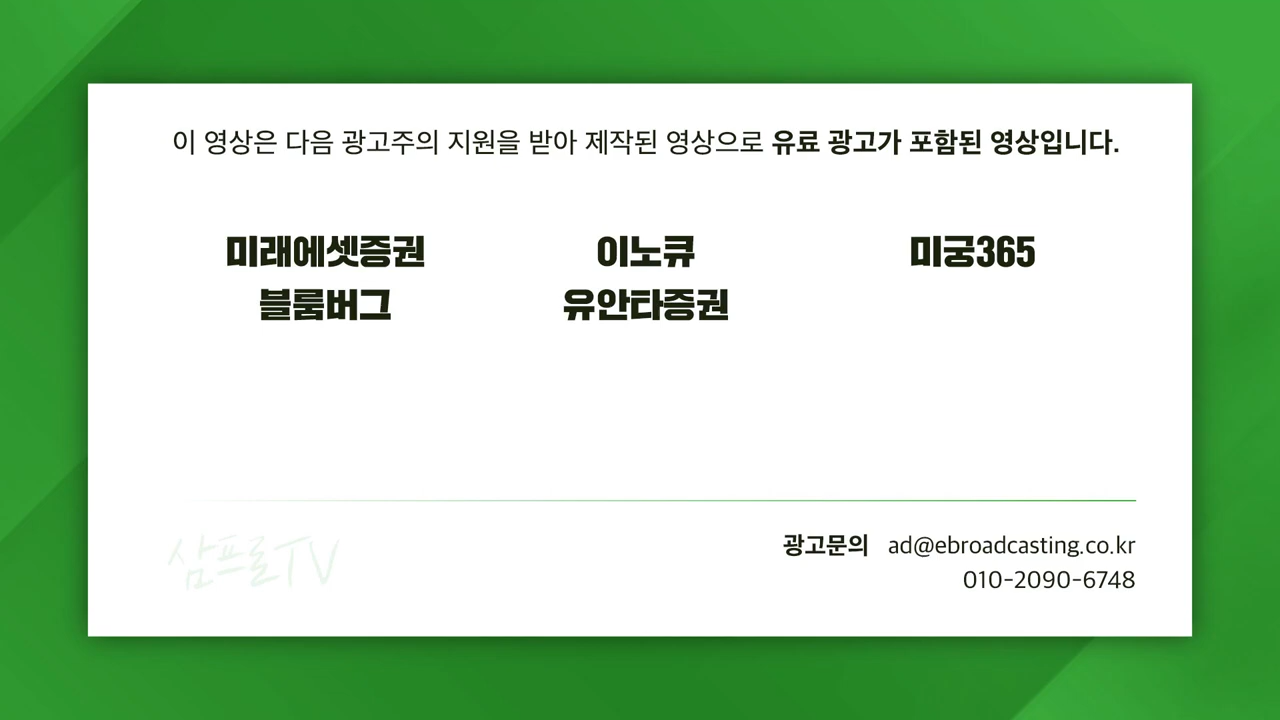 이 영상은 다음 광고주의 지원을 받아 제작된 영상으로 유료 광고가 포함된 영상입니다.
미래에셋증권 이노큐 미궁365
블룸버그 유안타증권
삼프로TV
광고문의 ad@ebroadcasting.co.kr
010-2090-6748